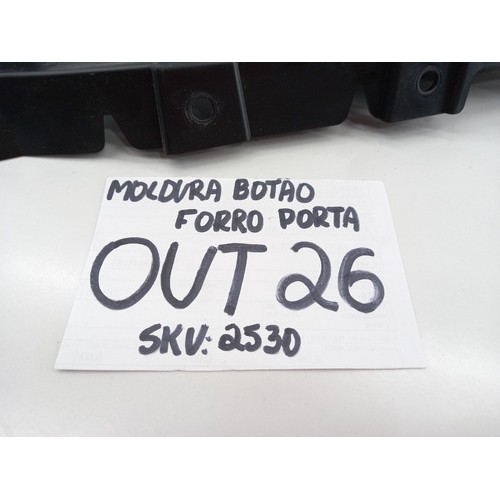 MOLDURA BOTAO
FORRO PORTA
OUT 26
SKU: 2530